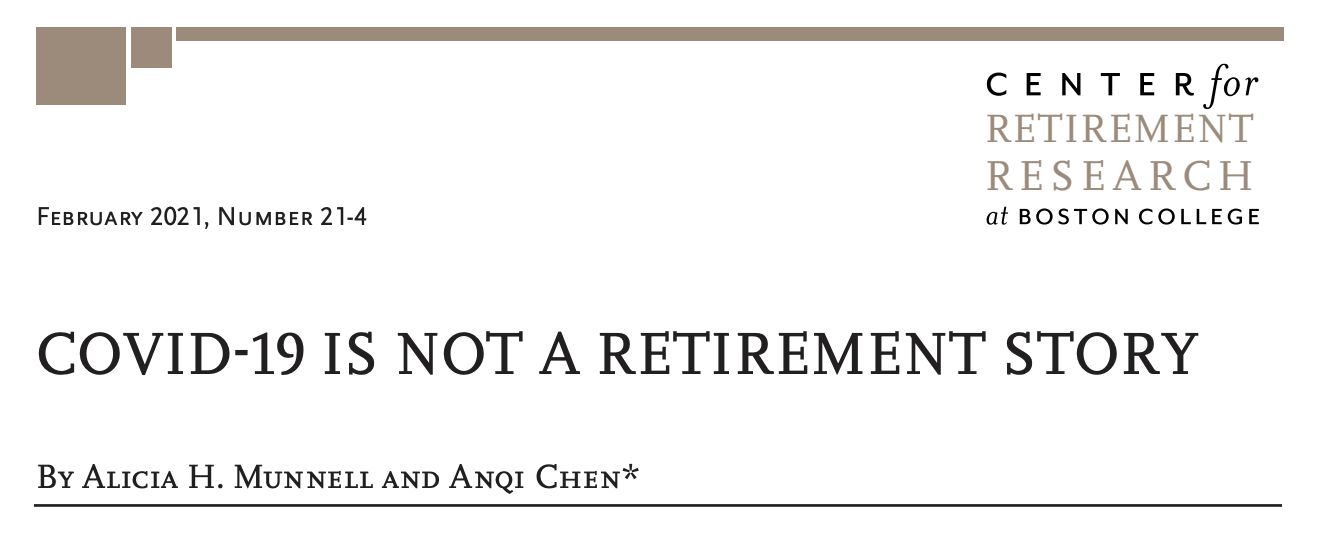 CENTER for
RETIREMENT
RESEARCH
at BOSTON COLLEGE
February 2021, Number 21-4
COVID-19 IS NOT A RETIREMENT STORY
By Alicia H. Munnell and Anqi Chen*